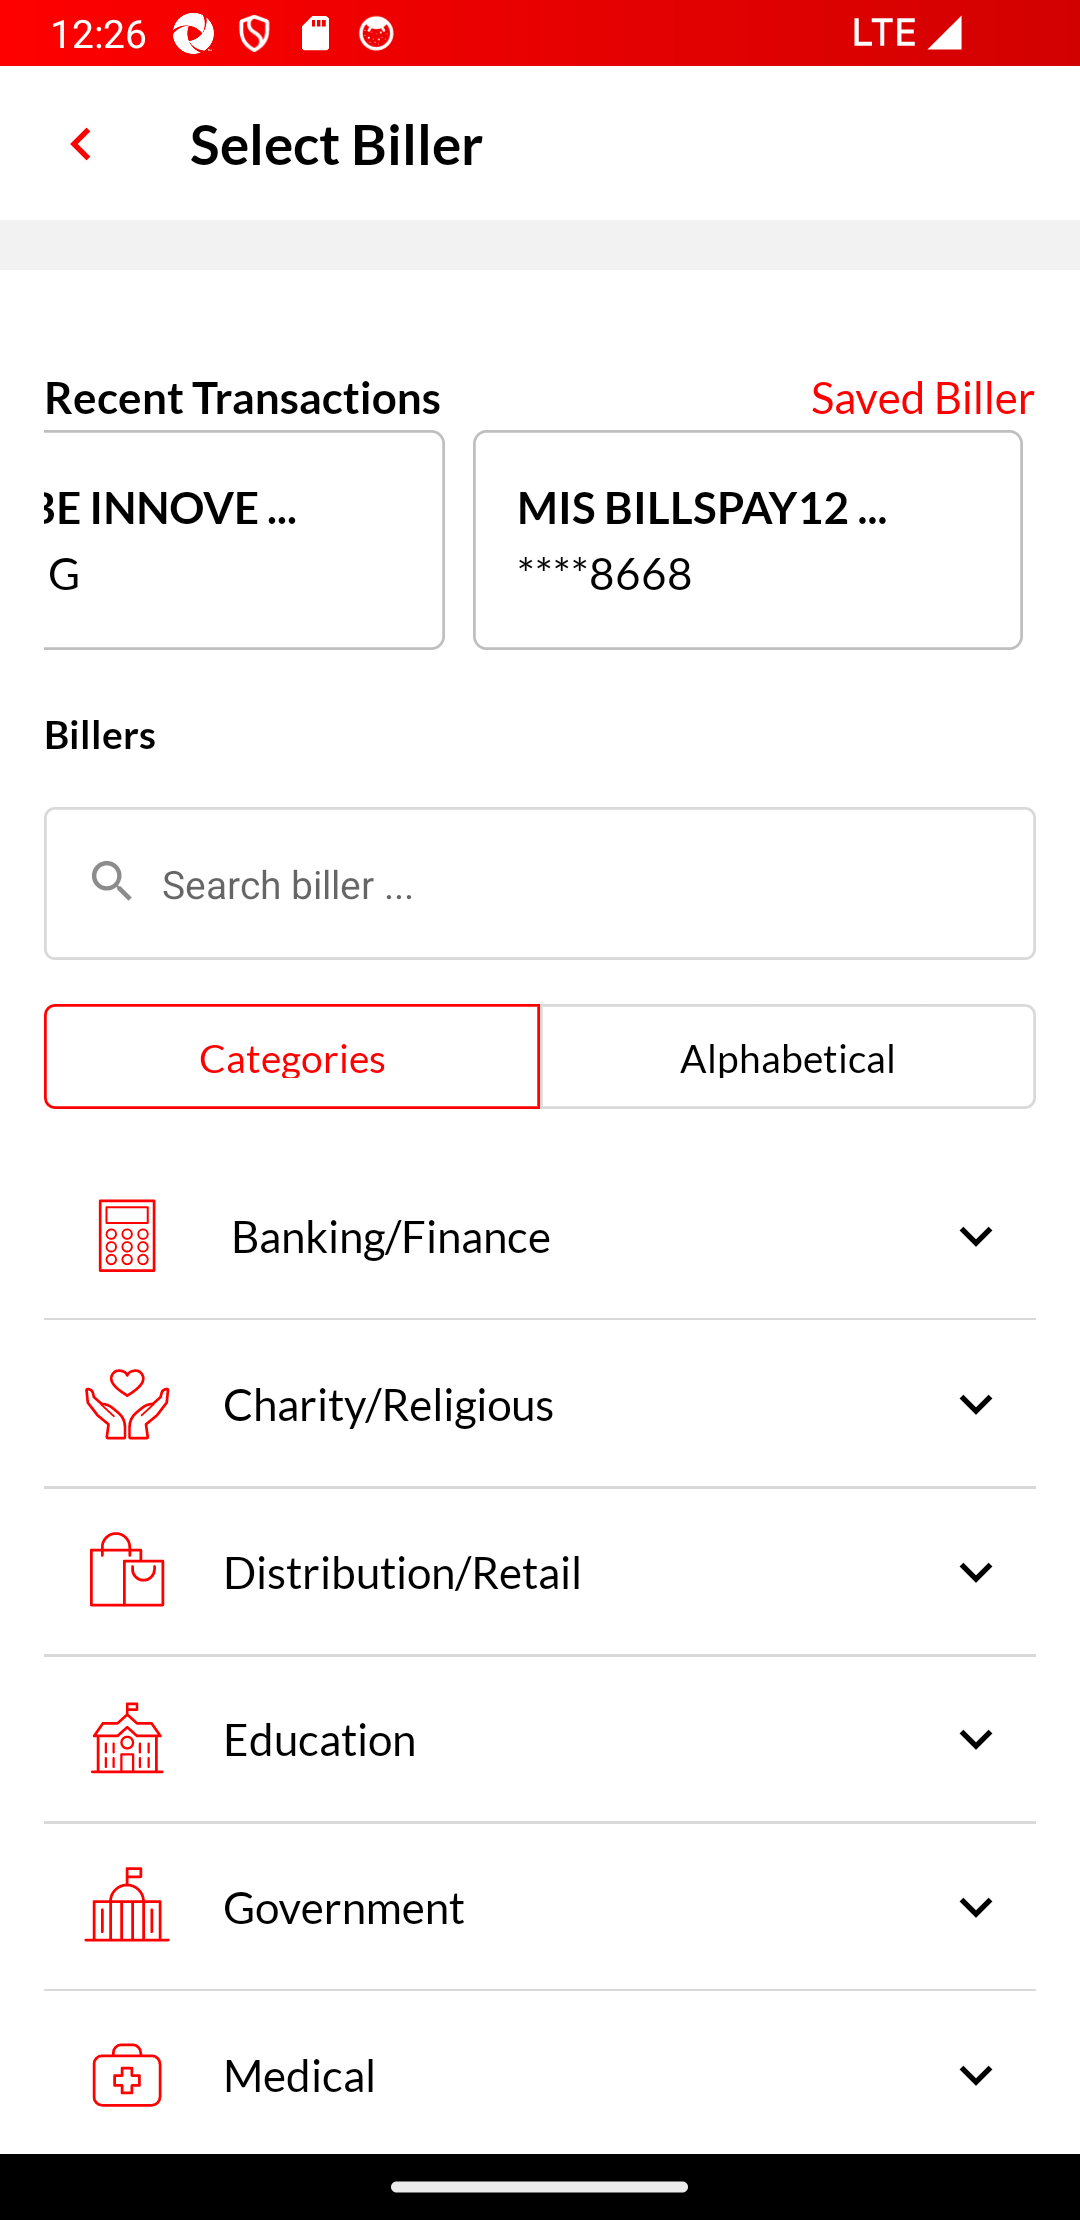 12:26
LTE
Select Biller
Recent Transactions
Saved Biller
BE INNOVE ...
G
MIS BILLSPAY12 ...
****8668
Billers
Search biller ...
Categories
Alphabetical
Banking/Finance
Charity/Religious
Distribution/Retail
Education
Government
Medical